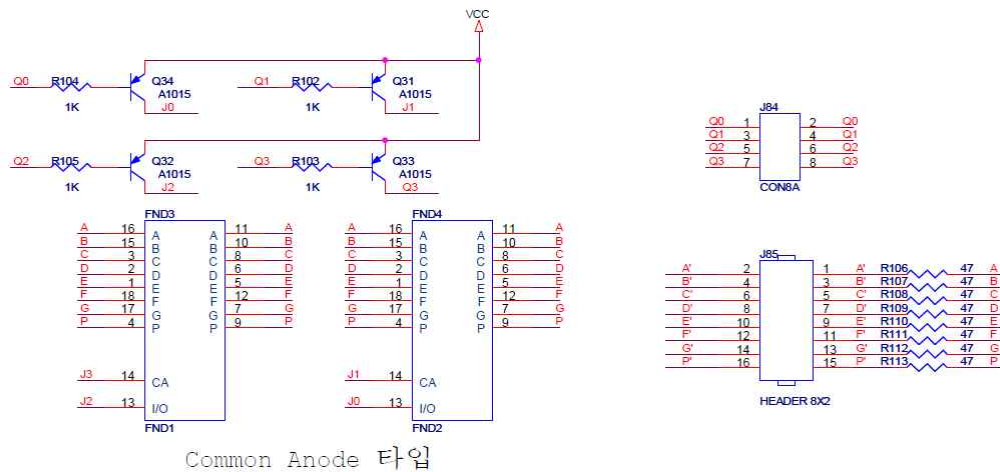 VCC
Q0 R104 1K Q34 A1015 J0
Q1 R102 1K Q31 A1015 J1
Q2 R105 1K Q32 A1015 J2
Q3 R103 1K Q33 A1015 Q3
J84
Q0 1 2 Q0
Q1 3 4 Q1
Q2 5 6 Q2
Q3 7 8 Q3
CON8A
FND3
A 16 A A 11 A
B 15 B B 10 B
C 3 C C 8 C
D 2 D D 6 D
E 1 E E 5 E
F 18 F F 12 F
G 17 G G 7 G
P 4 P P 9 P
J3 14 CA
J2 13 I/O
FND1
FND4
A 16 A A 11 A
B 15 B B 10 B
C 3 C C 8 C
D 2 D D 6 D
E 1 E E 5 E
F 18 F F 12 F
G 17 G G 7 G
P 4 P P 9 P
J1 14 CA
J0 13 I/O
FND2
J85
A' 2 1 A' R106 47 A
B' 4 3 B' R107 47 B
C' 6 5 C' R108 47 C
D' 8 7 D' R109 47 D
E' 10 9 E' R110 47 E
F' 12 11 F' R111 47 F
G' 14 13 G' R112 47 G
P' 16 15 P' R113 47 P
HEADER 8X2
Common Anode 타입